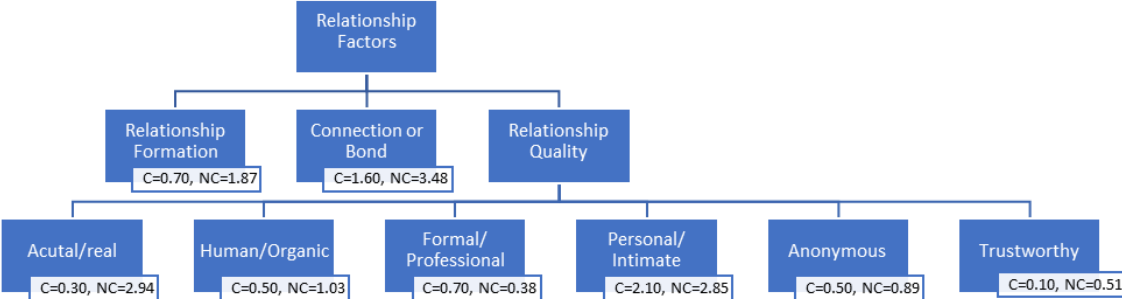 Relationship
Factors
Relationship
Formation
C=0.70, NC=1.87
Connection or
Bond
C=1.60, NC=3.48
Relationship
Quality
Acutal/real
C=0.30, NC=2.94
Human/Organic
C=0.50, NC=1.03
Formal/
Professional
C=0.70, NC=0.38
Personal/
Intimate
C=2.10, NC=2.85
Anonymous
C=0.50, NC=0.89
Trustworthy
C=0.10, NC=0.51